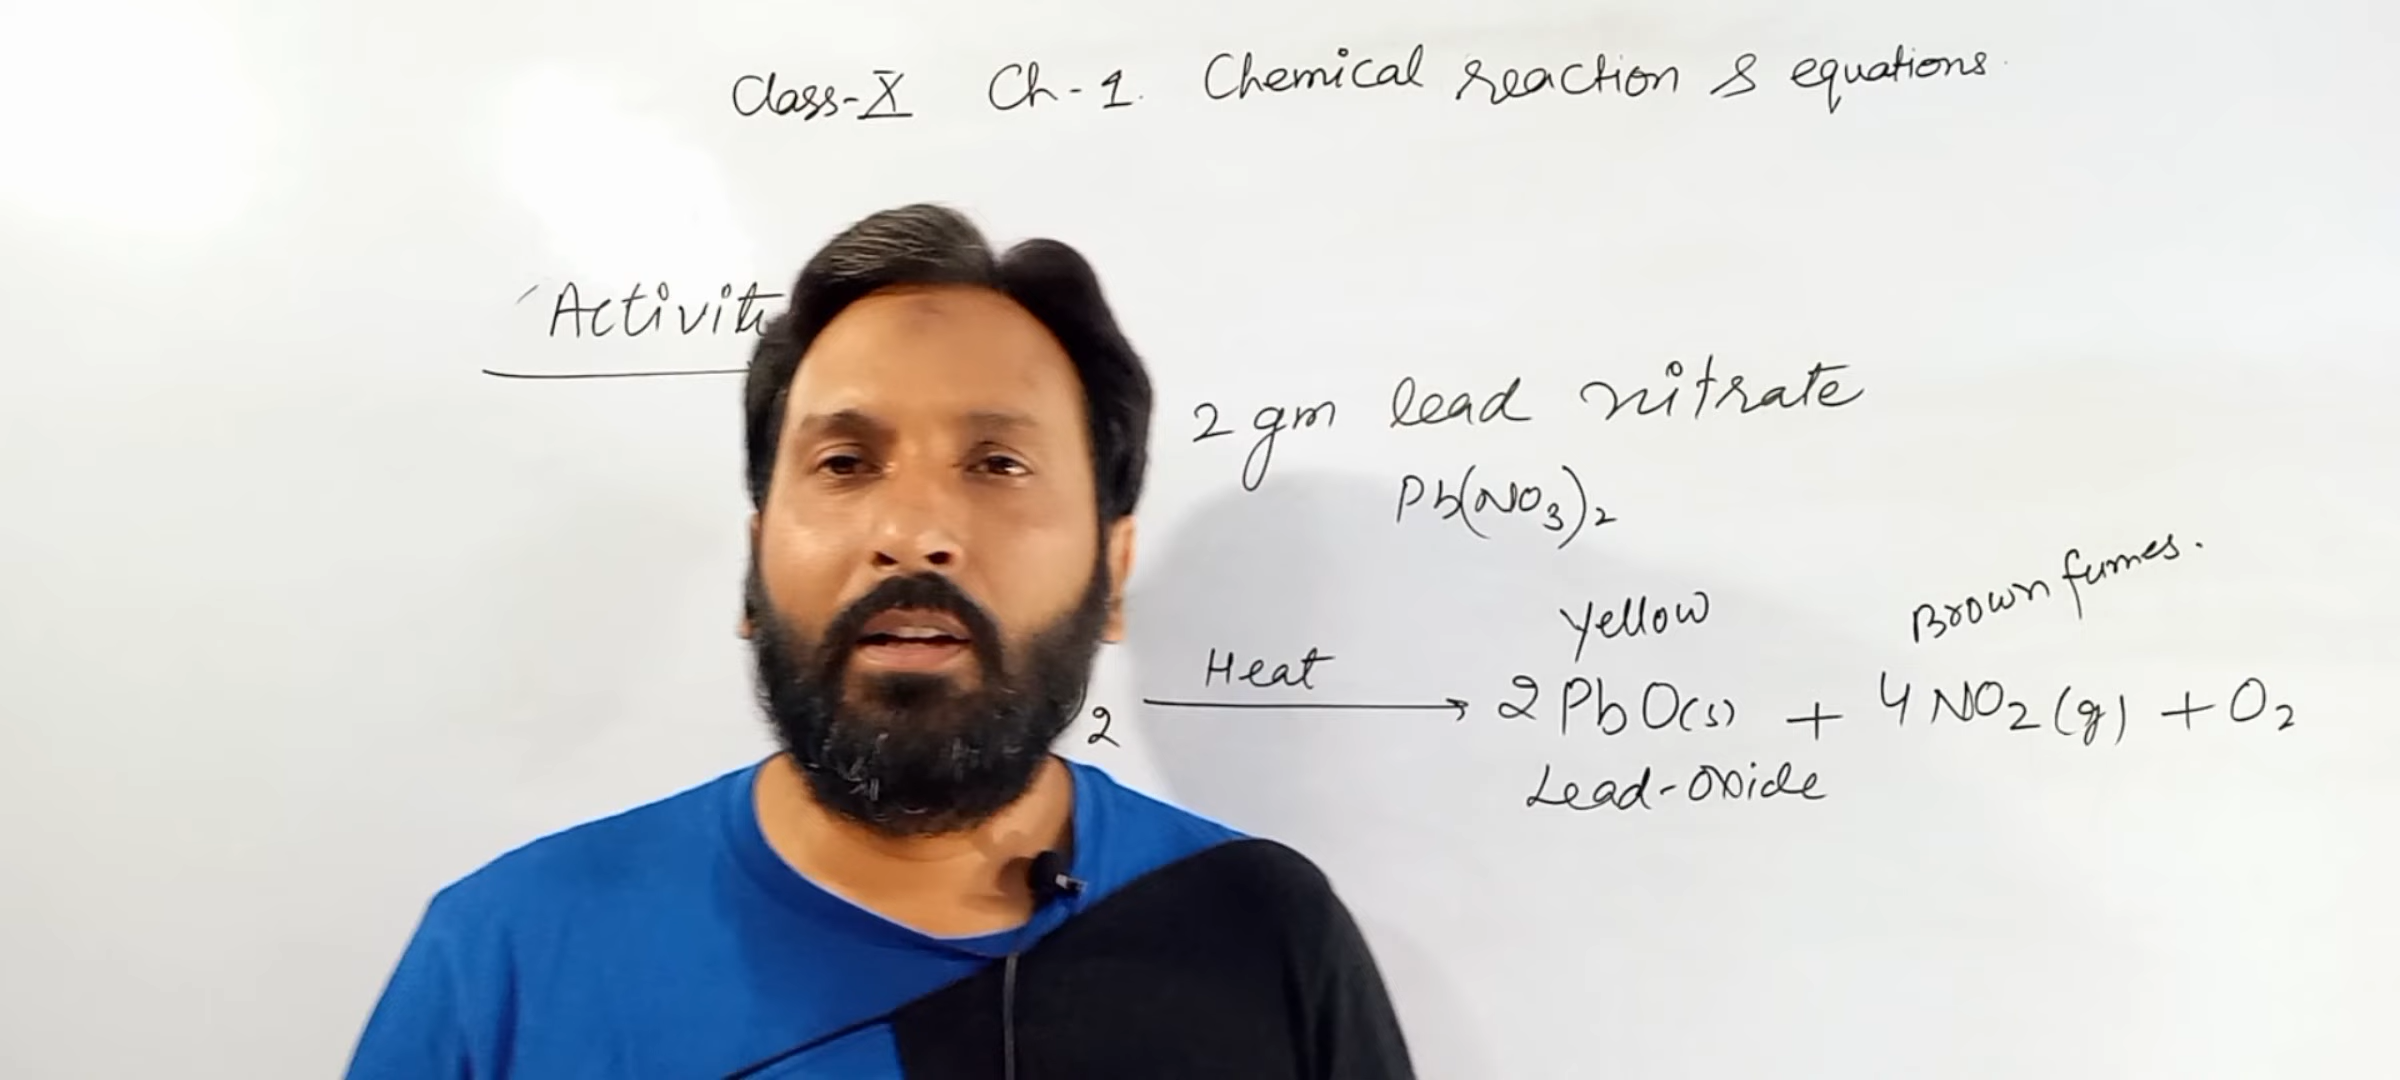 Class-X Ch-1. Chemical reaction & equations.
2 gm lead nitrate
Pb(NO3)2
Yellow Brown fumes.
2 Heat → 2PbO(s) + 4NO2(g) + O2
Lead-oxide